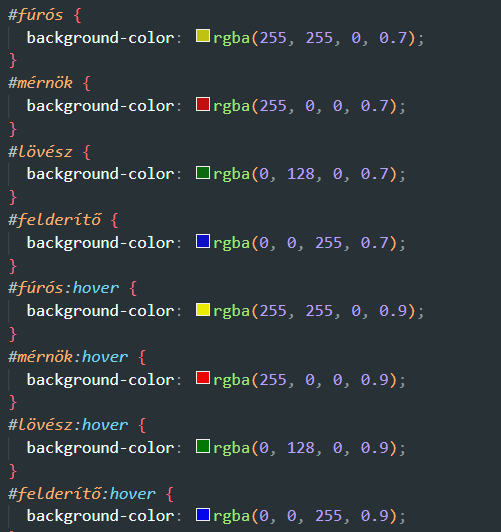 #fúrós {
background-color: rgba(255, 255, 0, 0.7);
}
#mérnök {
background-color: rgba(255, 0, 0, 0.7);
}
#lövész {
background-color: rgba(0, 128, 0, 0.7);
}
#felderítő {
background-color: rgba(0, 0, 255, 0.7);
}
#fúrós:hover {
background-color: rgba(255, 255, 0, 0.9);
}
#mérnök:hover {
background-color: rgba(255, 0, 0, 0.9);
}
#lövész:hover {
background-color: rgba(0, 128, 0, 0.9);
}
#felderítő:hover {
background-color: rgba(0, 0, 255, 0.9);
}